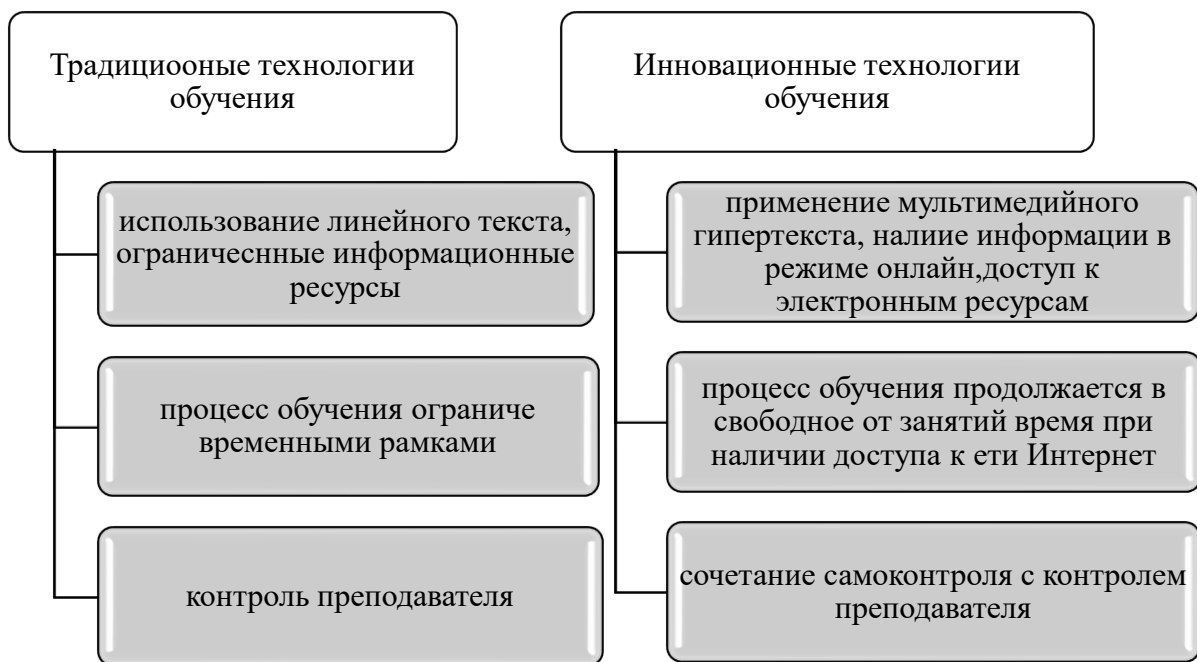 Традициооные технологии
обучения
использование линейного текста,
ограничеснные информационные
ресурсы
процесс обучения ограниче
временными рамками
контроль преподавателя
Инновационные технологии
обучения
применение мультимедийного
гипертекста, налиие информации в
режиме онлайн,доступ к
электронным ресурсам
процесс обучения продолжается в
свободное от занятий время при
наличии доступа к ети Интернет
сочетание самоконтроля с контролем
преподавателя